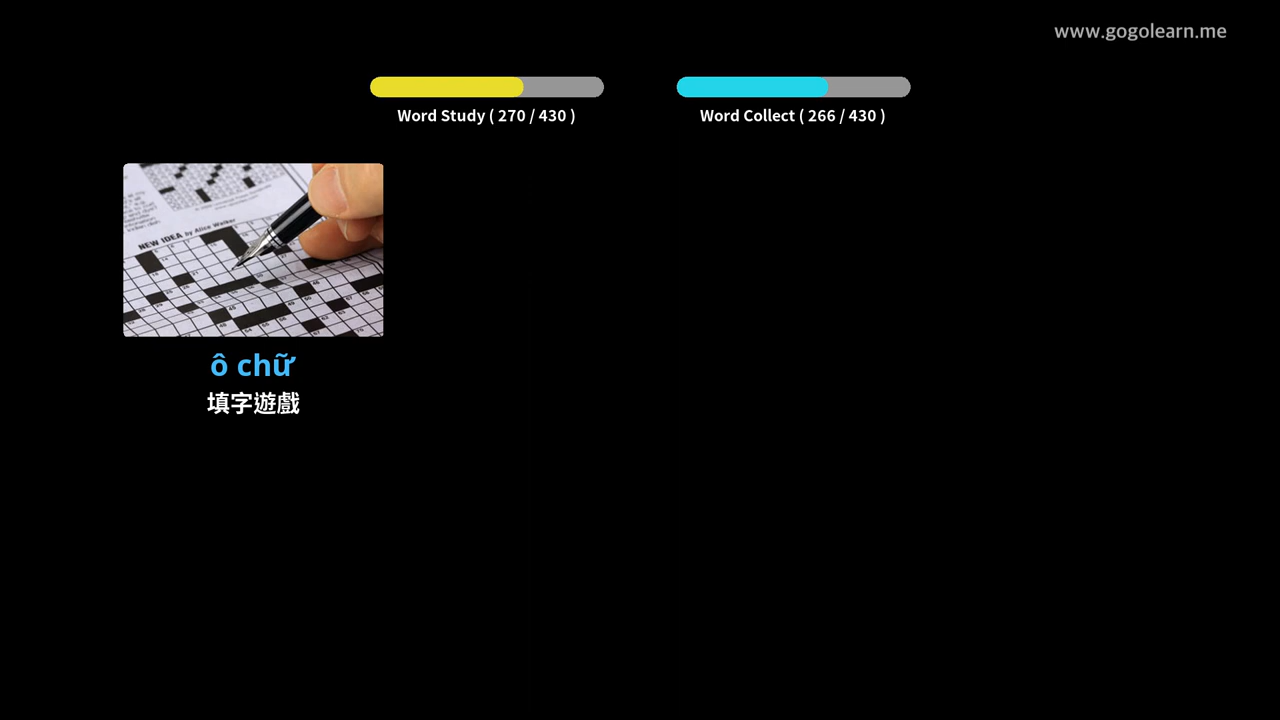 www.gogolearn.me
Word Study ( 270 / 430 )
Word Collect ( 266 / 430 )
NEW IDEA by Alice Walker
ô chữ
填字遊戲